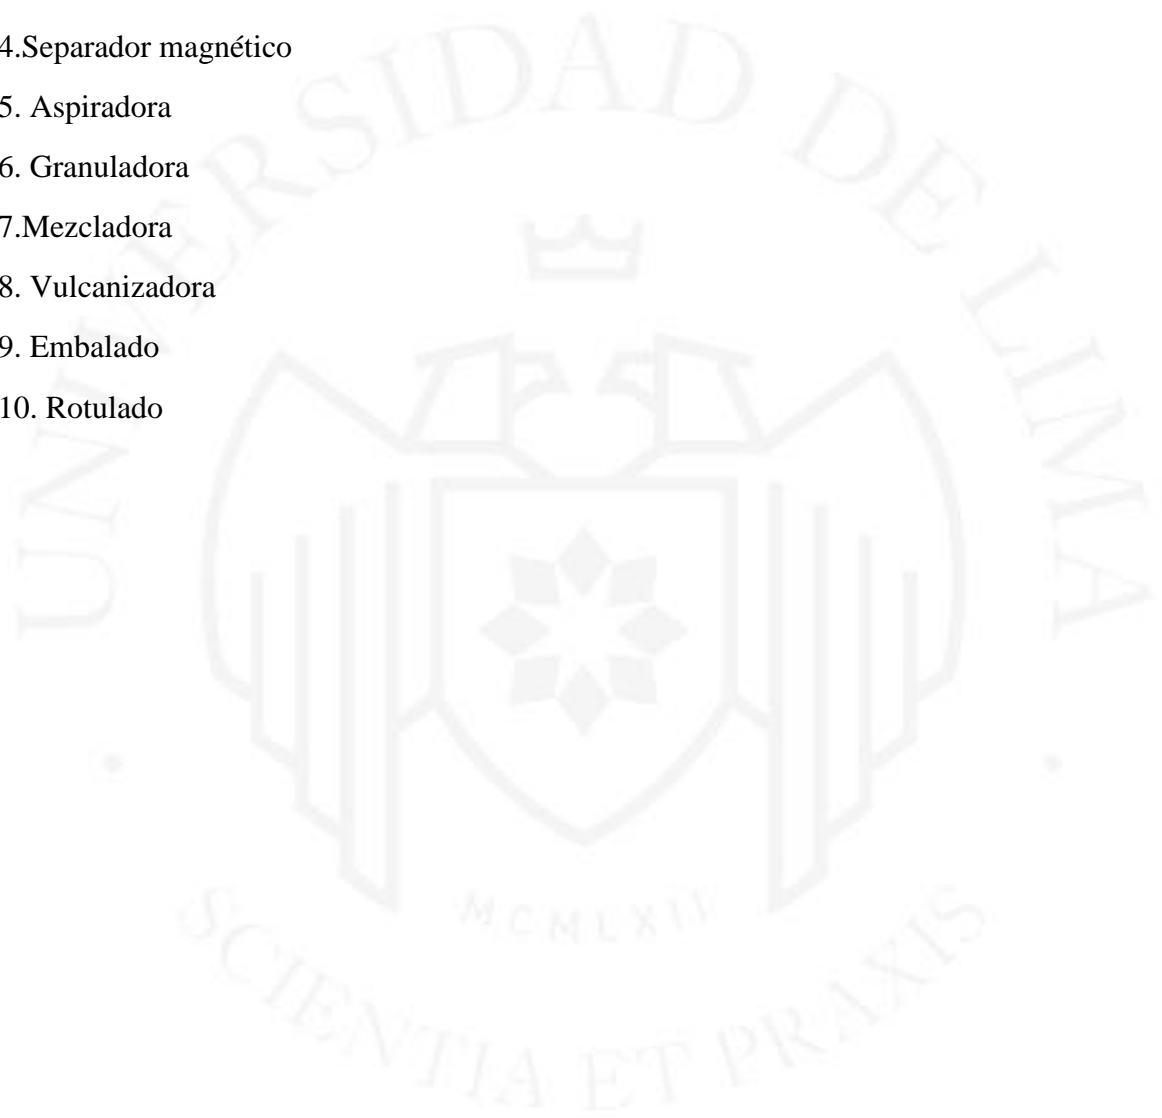 4.Separador magnético
5. Aspiradora
6. Granuladora
7.Mezcladora
8. Vulcanizadora
9. Embalado
10. Rotulado
UNIVERSIDAD DE LIMA
MCMLXII
SCIENTIA ET PRAXIS